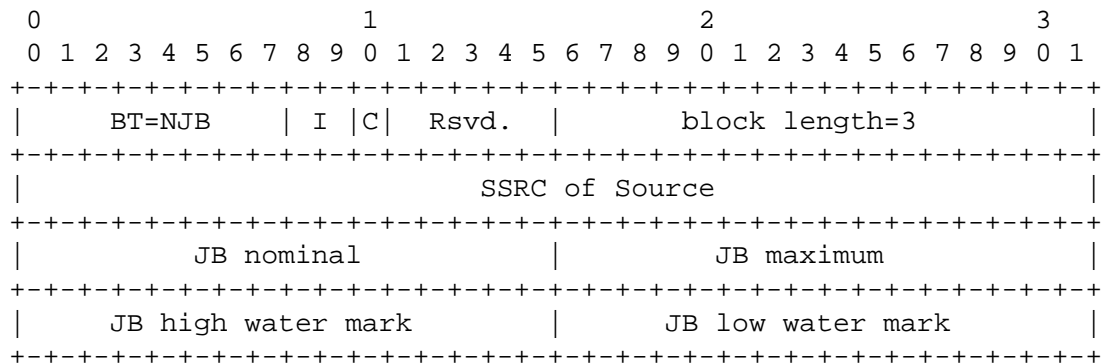 0                   1                   2                   3
 0 1 2 3 4 5 6 7 8 9 0 1 2 3 4 5 6 7 8 9 0 1 2 3 4 5 6 7 8 9 0 1
+-+-+-+-+-+-+-+-+-+-+-+-+-+-+-+-+-+-+-+-+-+-+-+-+-+-+-+-+-+-+-+-+
|     BT=NJB    | I |C|  Rsvd.  |       block length=3          |
+-+-+-+-+-+-+-+-+-+-+-+-+-+-+-+-+-+-+-+-+-+-+-+-+-+-+-+-+-+-+-+-+
|                           SSRC of Source                      |
+-+-+-+-+-+-+-+-+-+-+-+-+-+-+-+-+-+-+-+-+-+-+-+-+-+-+-+-+-+-+-+-+
|          JB nominal           |         JB maximum            |
+-+-+-+-+-+-+-+-+-+-+-+-+-+-+-+-+-+-+-+-+-+-+-+-+-+-+-+-+-+-+-+-+
|     JB high water mark        |      JB low water mark        |
+-+-+-+-+-+-+-+-+-+-+-+-+-+-+-+-+-+-+-+-+-+-+-+-+-+-+-+-+-+-+-+-+